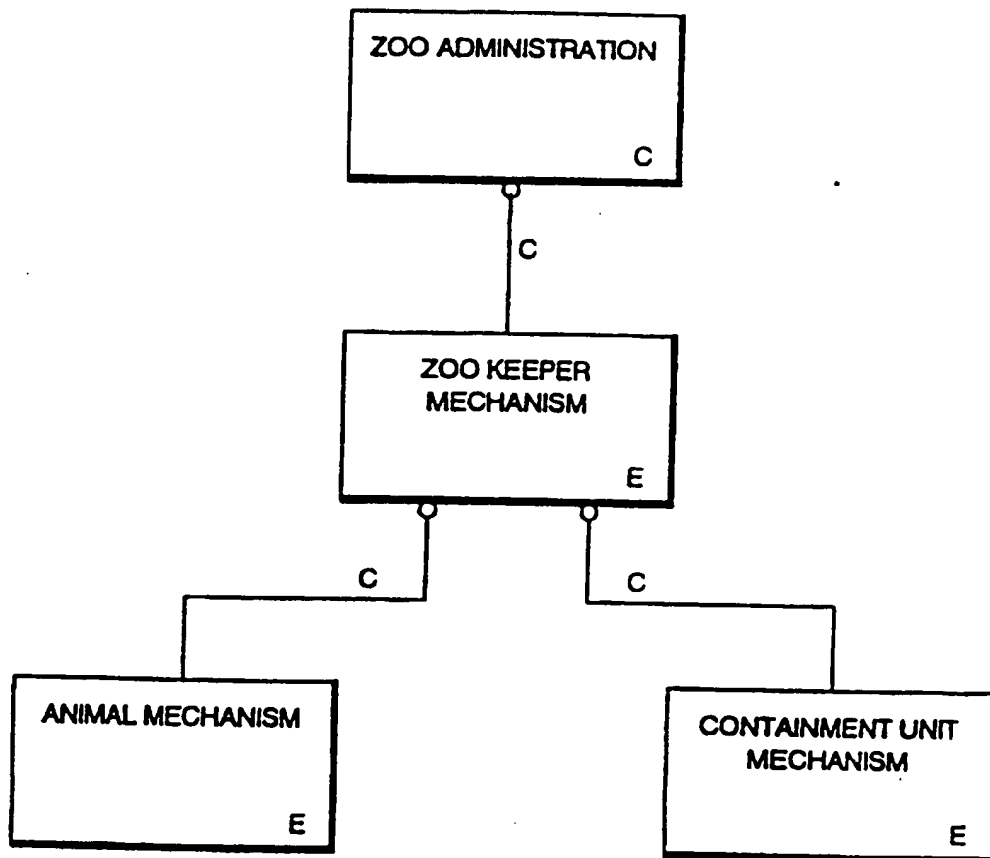 ZOO ADMINISTRATION
C
C
ZOO KEEPER
MECHANISM
E
C
C
ANIMAL MECHANISM
E
CONTAINMENT UNIT
MECHANISM
E